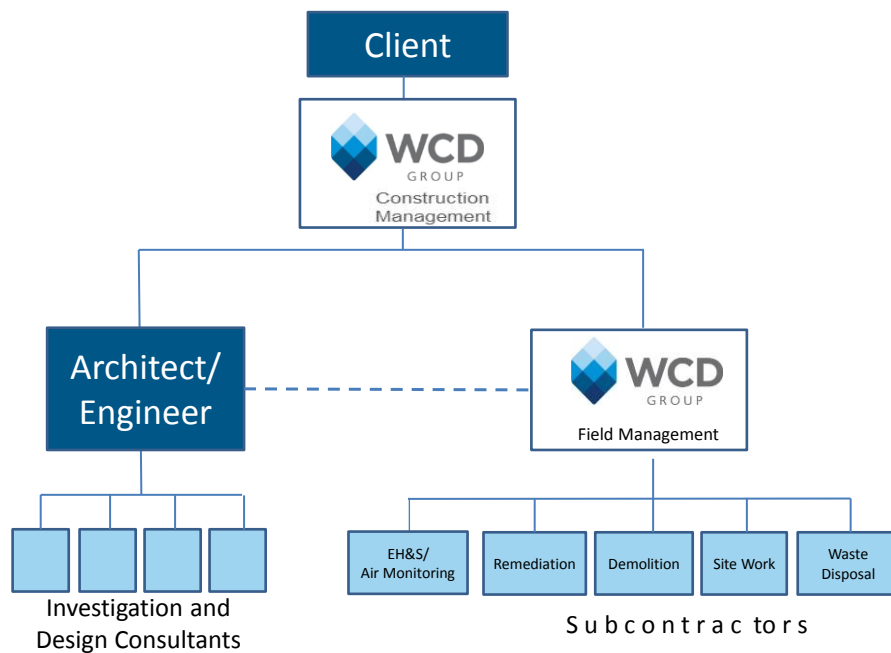 Client
WCD
GROUP
Construction
Management
Architect/
Engineer
WCD
GROUP
Field Management
EH&S/
Air Monitoring
Remediation
Demolition
Site Work
Waste
Disposal
Investigation and
Design Consultants
Subcontractors